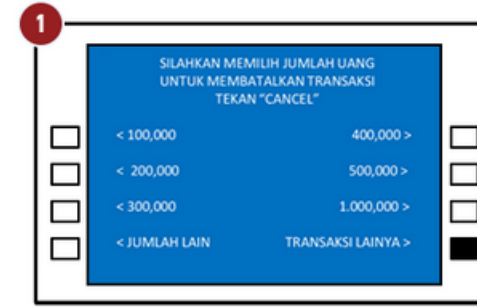 1
SILAHKAN MEMILIH JUMLAH UANG
UNTUK MEMBATALKAN TRANSAKSI
TEKAN "CANCEL"
< 100,000 400,000 >
< 200,000 500,000 >
< 300,000 1.000,000 >
< JUMLAH LAIN TRANSAKSI LAINYA >